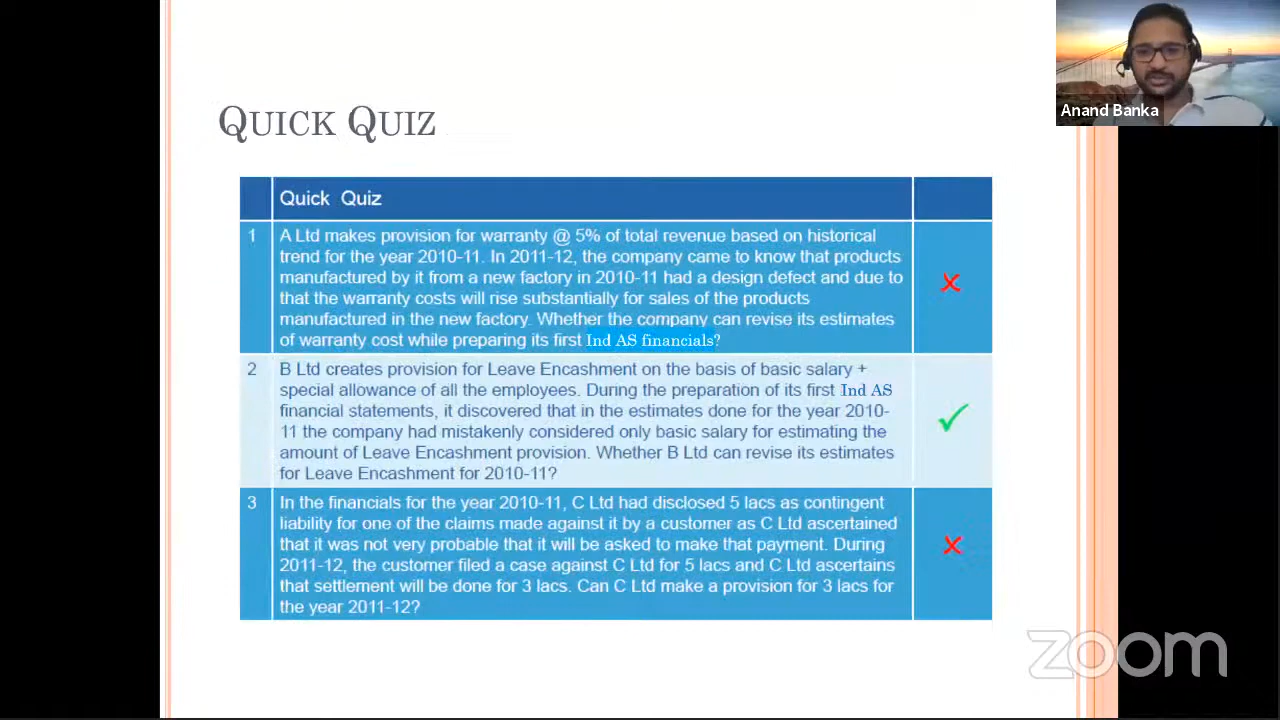 Anand Banka
QUICK QUIZ
Quick Quiz
1 A Ltd makes provision for warranty @ 5% of total revenue based on historical
trend for the year 2010-11. In 2011-12, the company came to know that products
manufactured by it from a new factory in 2010-11 had a design defect and due to
that the warranty costs will rise substantially for sales of the products
manufactured in the new factory. Whether the company can revise its estimates
of warranty cost while preparing its first Ind AS financials?
2 B Ltd creates provision for Leave Encashment on the basis of basic salary +
special allowance of all the employees. During the preparation of its first Ind AS
financial statements, it discovered that in the estimates done for the year 2010-
11 the company had mistakenly considered only basic salary for estimating the
amount of Leave Encashment provision. Whether B Ltd can revise its estimates
for Leave Encashment for 2010-11?
3 In the financials for the year 2010-11, C Ltd had disclosed 5 lacs as contingent
liability for one of the claims made against it by a customer as C Ltd ascertained
that it was not very probable that it will be asked to make that payment. During
2011-12, the customer filed a case against C Ltd for 5 lacs and C Ltd ascertains
that settlement will be done for 3 lacs. Can C Ltd make a provision for 3 lacs for
the year 2011-12?
zoom